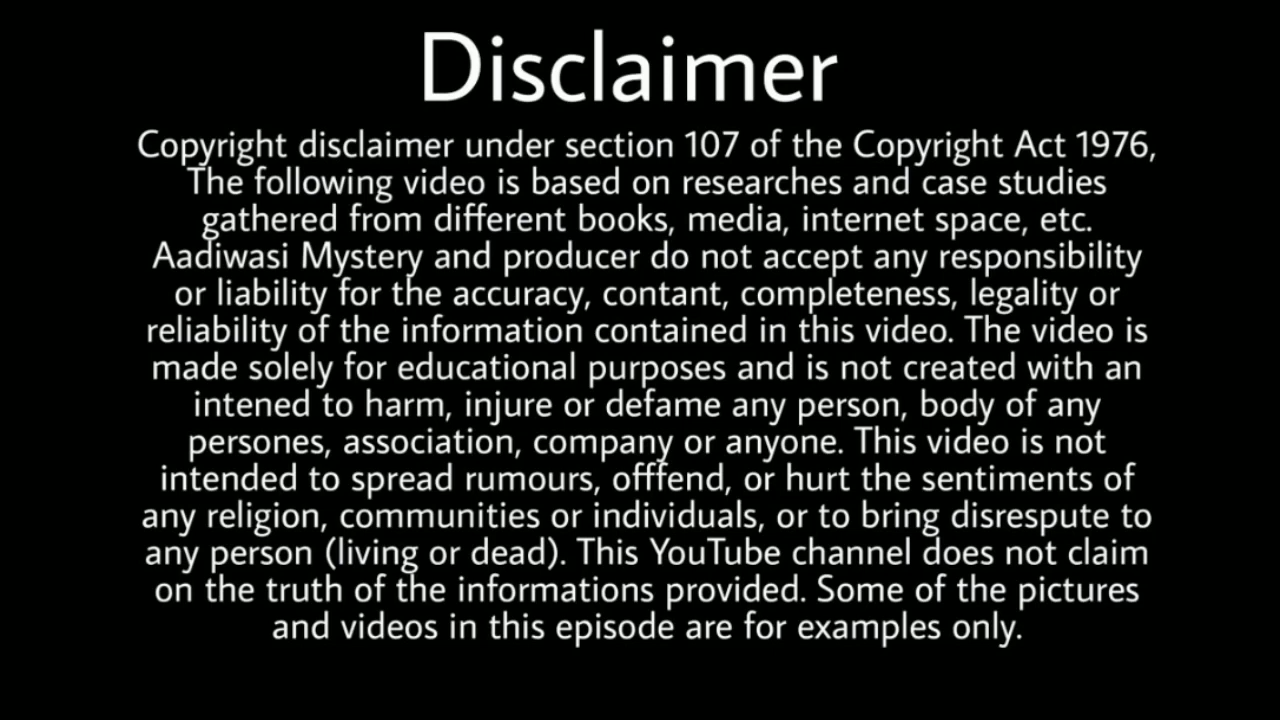 Disclaimer
Copyright disclaimer under section 107 of the Copyright Act 1976,
The following video is based on researches and case studies
gathered from different books, media, internet space, etc.
Aadiwasi Mystery and producer do not accept any responsibility
or liability for the accuracy, contant, completeness, legality or
reliability of the information contained in this video. The video is
made solely for educational purposes and is not created with an
intened to harm, injure or defame any person, body of any
persones, association, company or anyone. This video is not
intended to spread rumours, offfend, or hurt the sentiments of
any religion, communities or individuals, or to bring disrespute to
any person (living or dead). This YouTube channel does not claim
on the truth of the informations provided. Some of the pictures
and videos in this episode are for examples only.